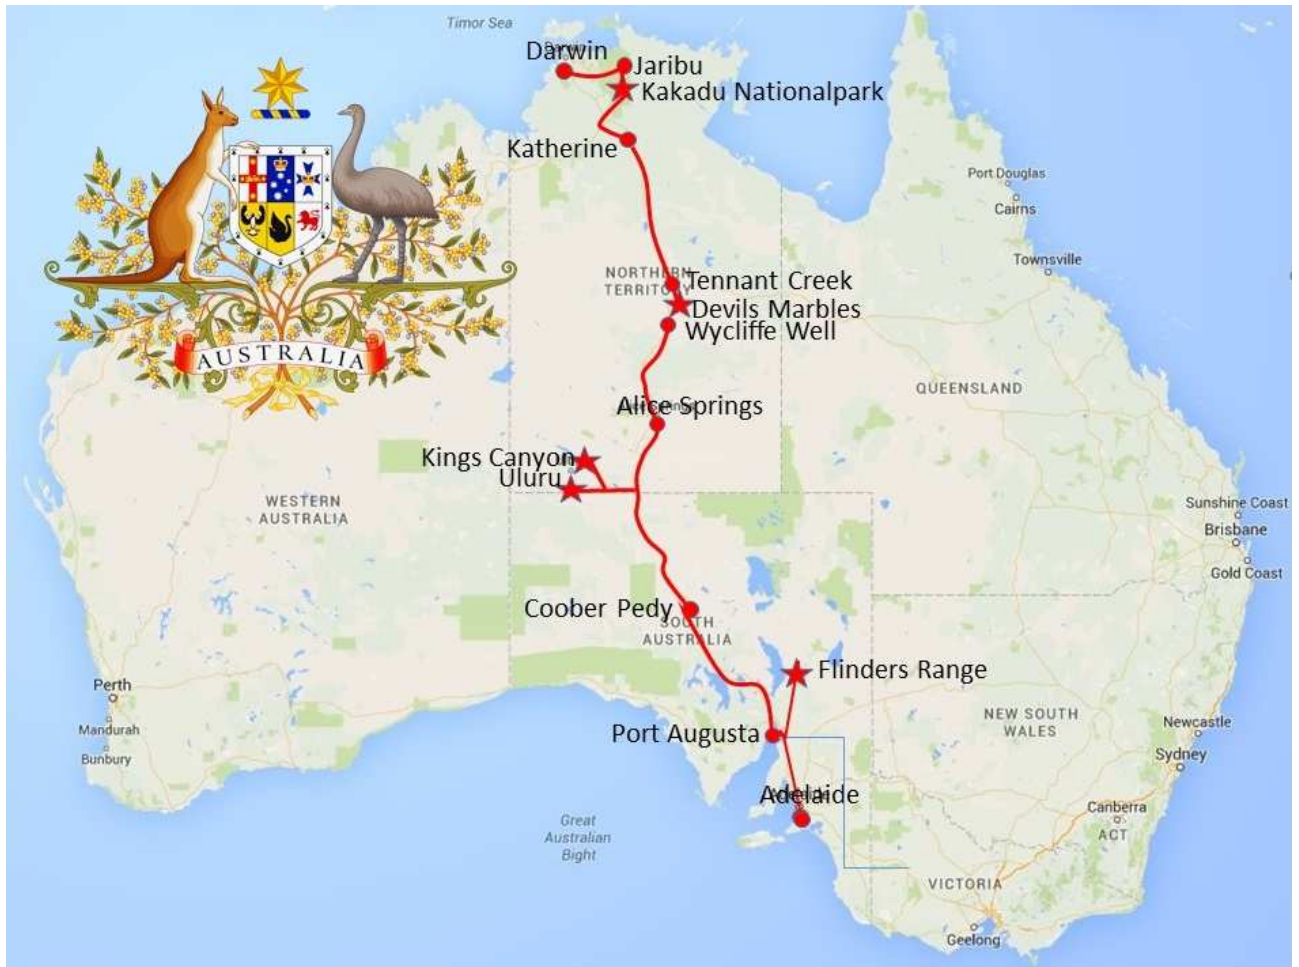 Timor Sea
Darwin
Jaribu
Kakadu Nationalpark
Katherine
Port Douglas
Cairns
Townsville
NORTHERN
TERRITORY
Tennant Creek
Devils Marbles
Wycliffe Well
AUSTRALIA
QUEENSLAND
Alice Springs
Kings Canyon
Uluru
WESTERN
AUSTRALIA
Sunshine Coast
Brisbane
Gold Coast
Coober Pedy
SOUTH
AUSTRALIA
Flinders Range
Perth
Mandurah
Bunbury
Port Augusta
NEW SOUTH
WALES
Newcastle
Sydney
Adelaide
Canberra
ACT
Great
Australian
Bight
VICTORIA
Geelong